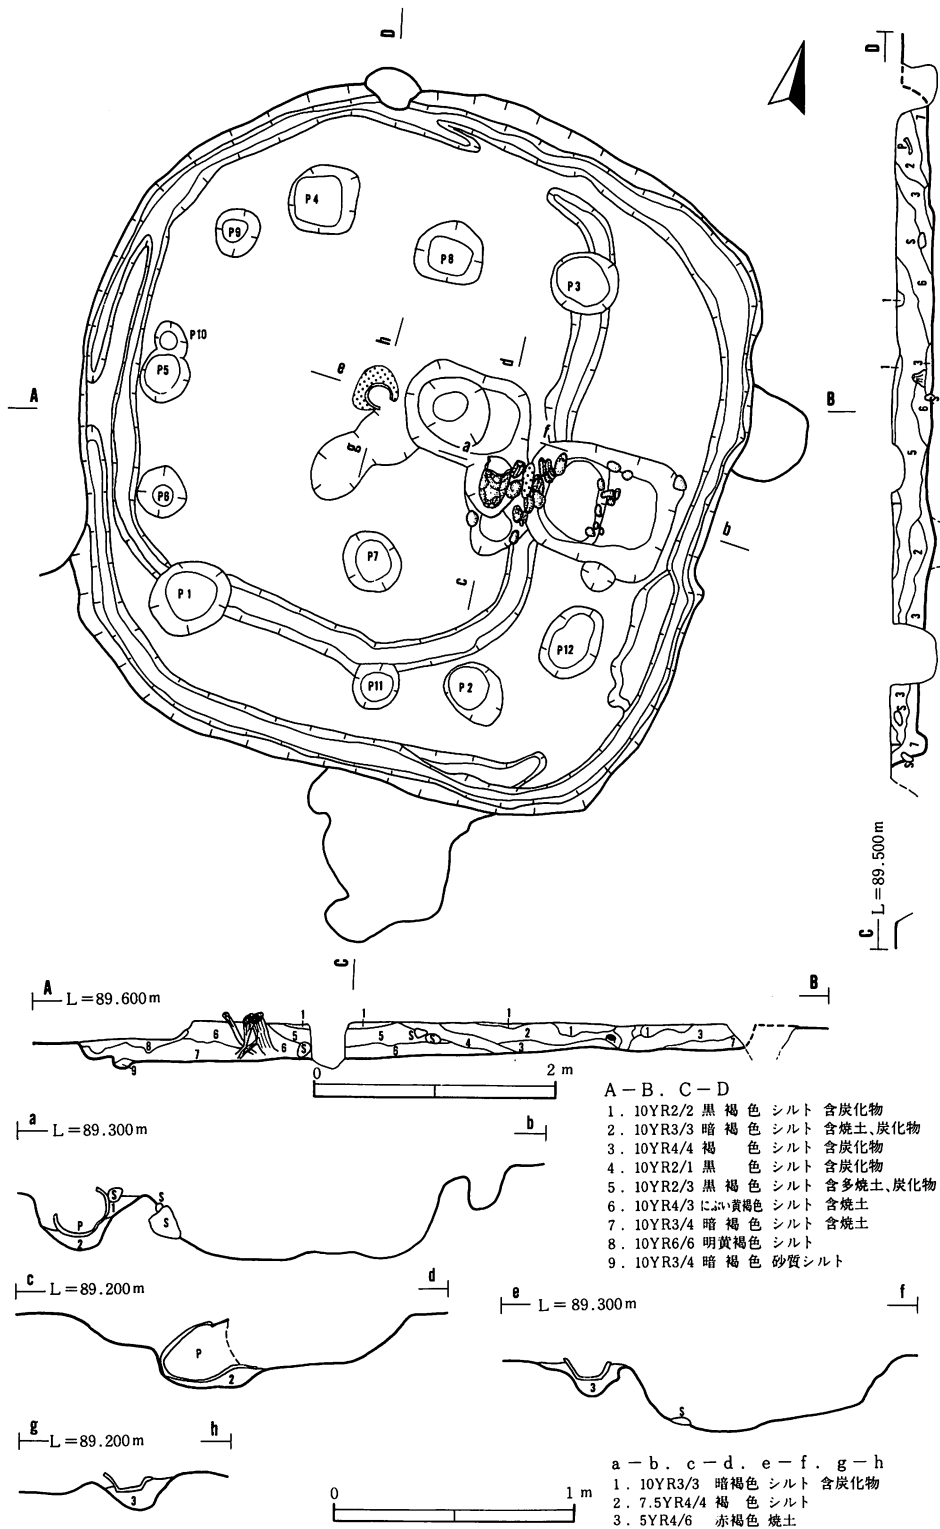 D
D
P4
P9
P8
P3
P10
P5
h
d
e
A
B
g
a
f
P6
P7
b
P1
c
P12
P2
P11
C
L=89.500m
C
A
L=89.600m
B
0 2 m
A-B. C-D
1. 10YR2/2 黒褐色 シルト 含炭化物
2. 10YR3/3 暗褐色 シルト 含焼土、炭化物
3. 10YR4/4 褐色 シルト 含炭化物
4. 10YR2/1 黒色 シルト 含炭化物
5. 10YR2/3 黒褐色 シルト 含多焼土、炭化物
6. 10YR4/3 にぶい黄褐色 シルト 含焼土
7. 10YR3/4 暗褐色 シルト 含焼土
8. 10YR6/6 明黄褐色 シルト
9. 10YR3/4 暗褐色 砂質シルト
a
L=89.300m
b
c
L=89.200m
d
e
L=89.300m
f
g
L=89.200m
h
0 1 m
a-b. c-d. e-f. g-h
1. 10YR3/3 暗褐色 シルト 含炭化物
2. 7.5YR4/4 褐色 シルト
3. 5YR4/6 赤褐色 焼土